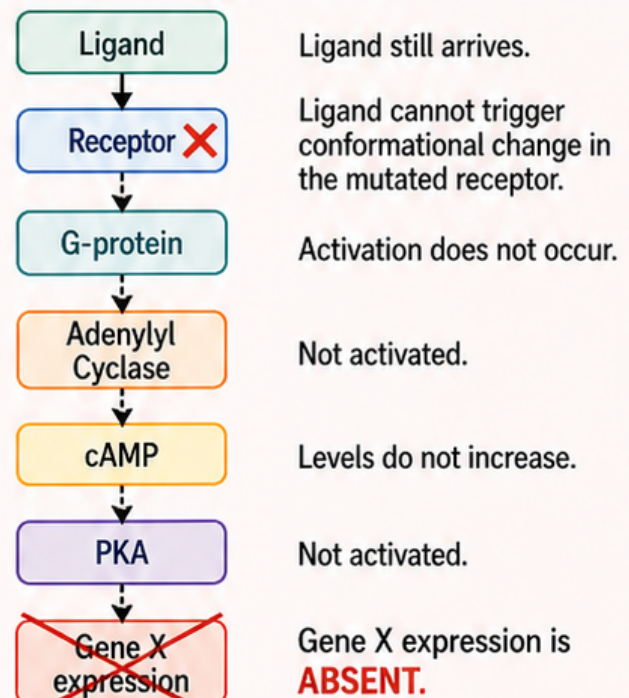 Ligand
Ligand still arrives.
Receptor
Ligand cannot trigger
conformational change in
the mutated receptor.
G-protein
Activation does not occur.
Adenylyl
Cyclase
Not activated.
cAMP
Levels do not increase.
PKA
Not activated.
Gene X
expression
Gene X expression is
ABSENT.